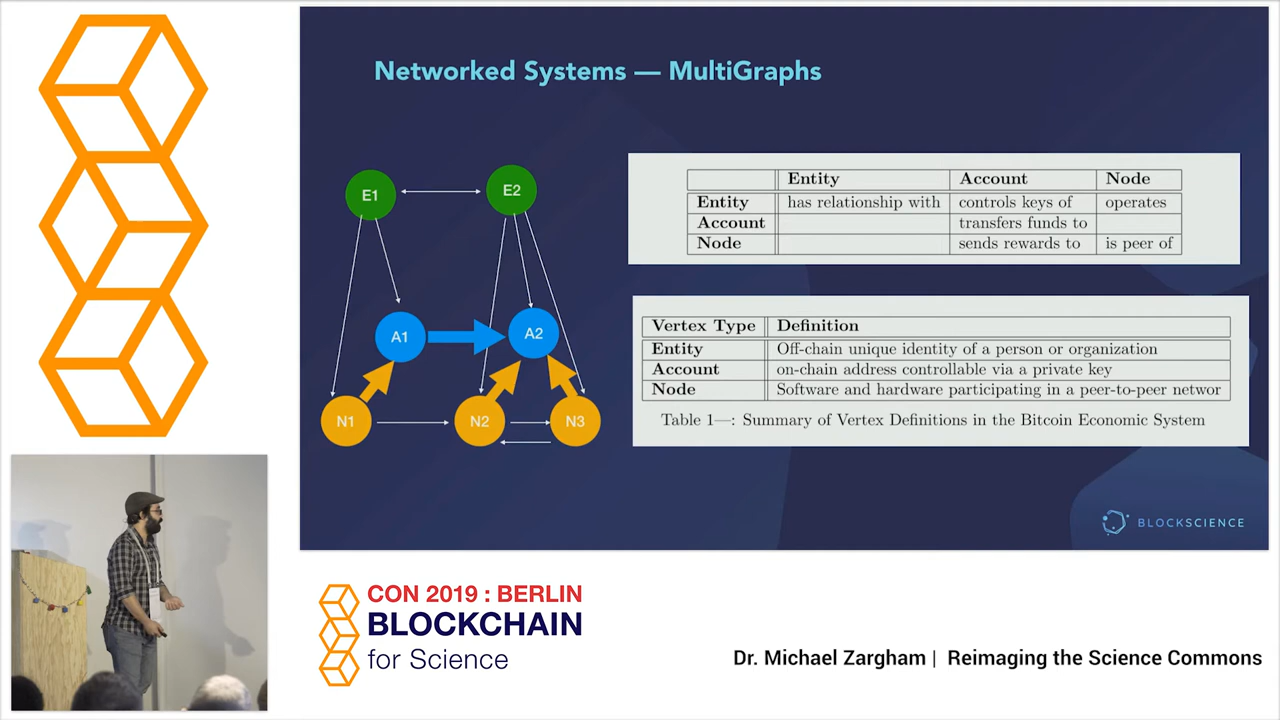 Networked Systems — MultiGraphs
E1
E2
A1
A2
N1
N2
N3
Entity Account Node
Entity has relationship with controls keys of operates
Account transfers funds to
Node sends rewards to is peer of
Vertex Type Definition
Entity Off-chain unique identity of a person or organization
Account on-chain address controllable via a private key
Node Software and hardware participating in a peer-to-peer networ
Table 1—: Summary of Vertex Definitions in the Bitcoin Economic System
BLOCKSCIENCE
CON 2019 : BERLIN
BLOCKCHAIN
for Science
Dr. Michael Zargham | Reimaging the Science Commons